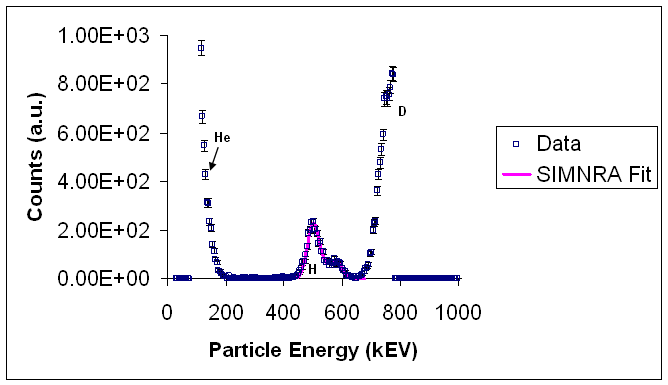 1.00E+03
8.00E+02
6.00E+02
4.00E+02
2.00E+02
0.00E+00
Counts (a.u.)
He
H
D
0 200 400 600 800 1000
Particle Energy (kEV)
Data
SIMNRA Fit